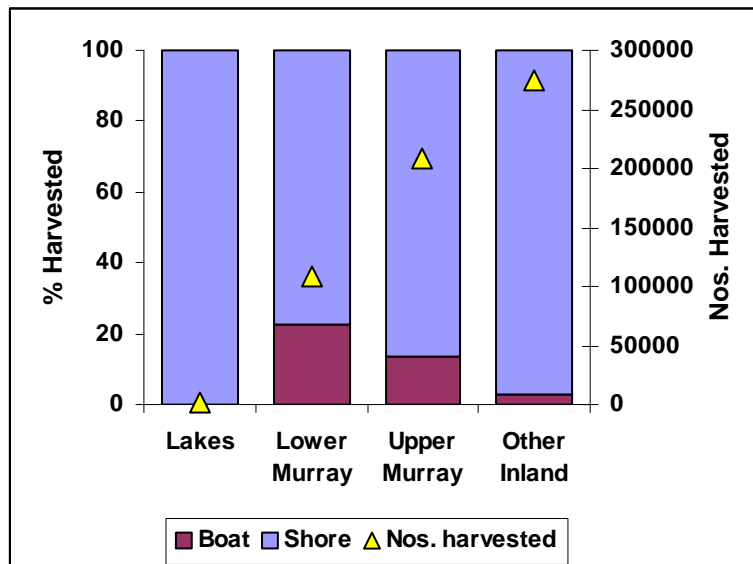 % Harvested
100
80
60
40
20
0
300000
250000
200000
150000
100000
50000
0
Nos. Harvested
Lakes
Lower
Murray
Upper
Murray
Other
Inland
Boat Shore Nos. harvested